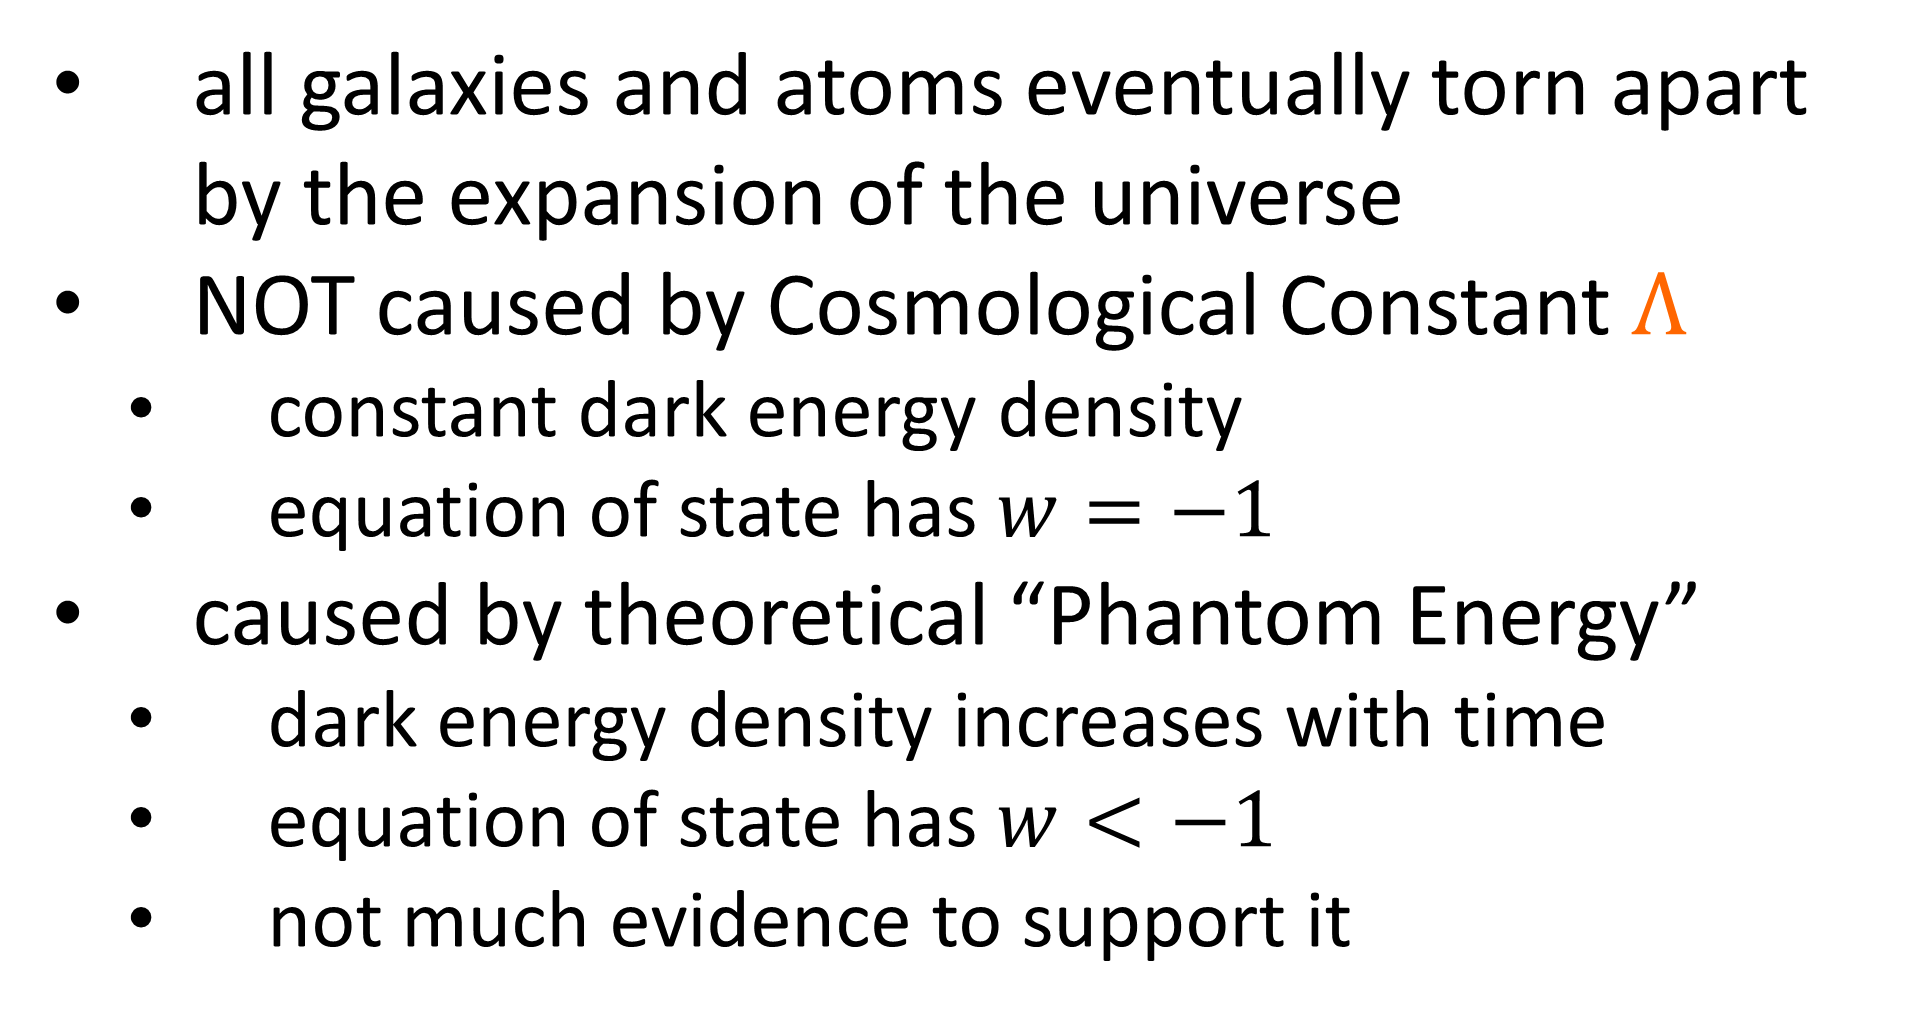 • all galaxies and atoms eventually torn apart
by the expansion of the universe
• NOT caused by Cosmological Constant Λ
• constant dark energy density
• equation of state has w = −1
• caused by theoretical “Phantom Energy”
• dark energy density increases with time
• equation of state has w < −1
• not much evidence to support it